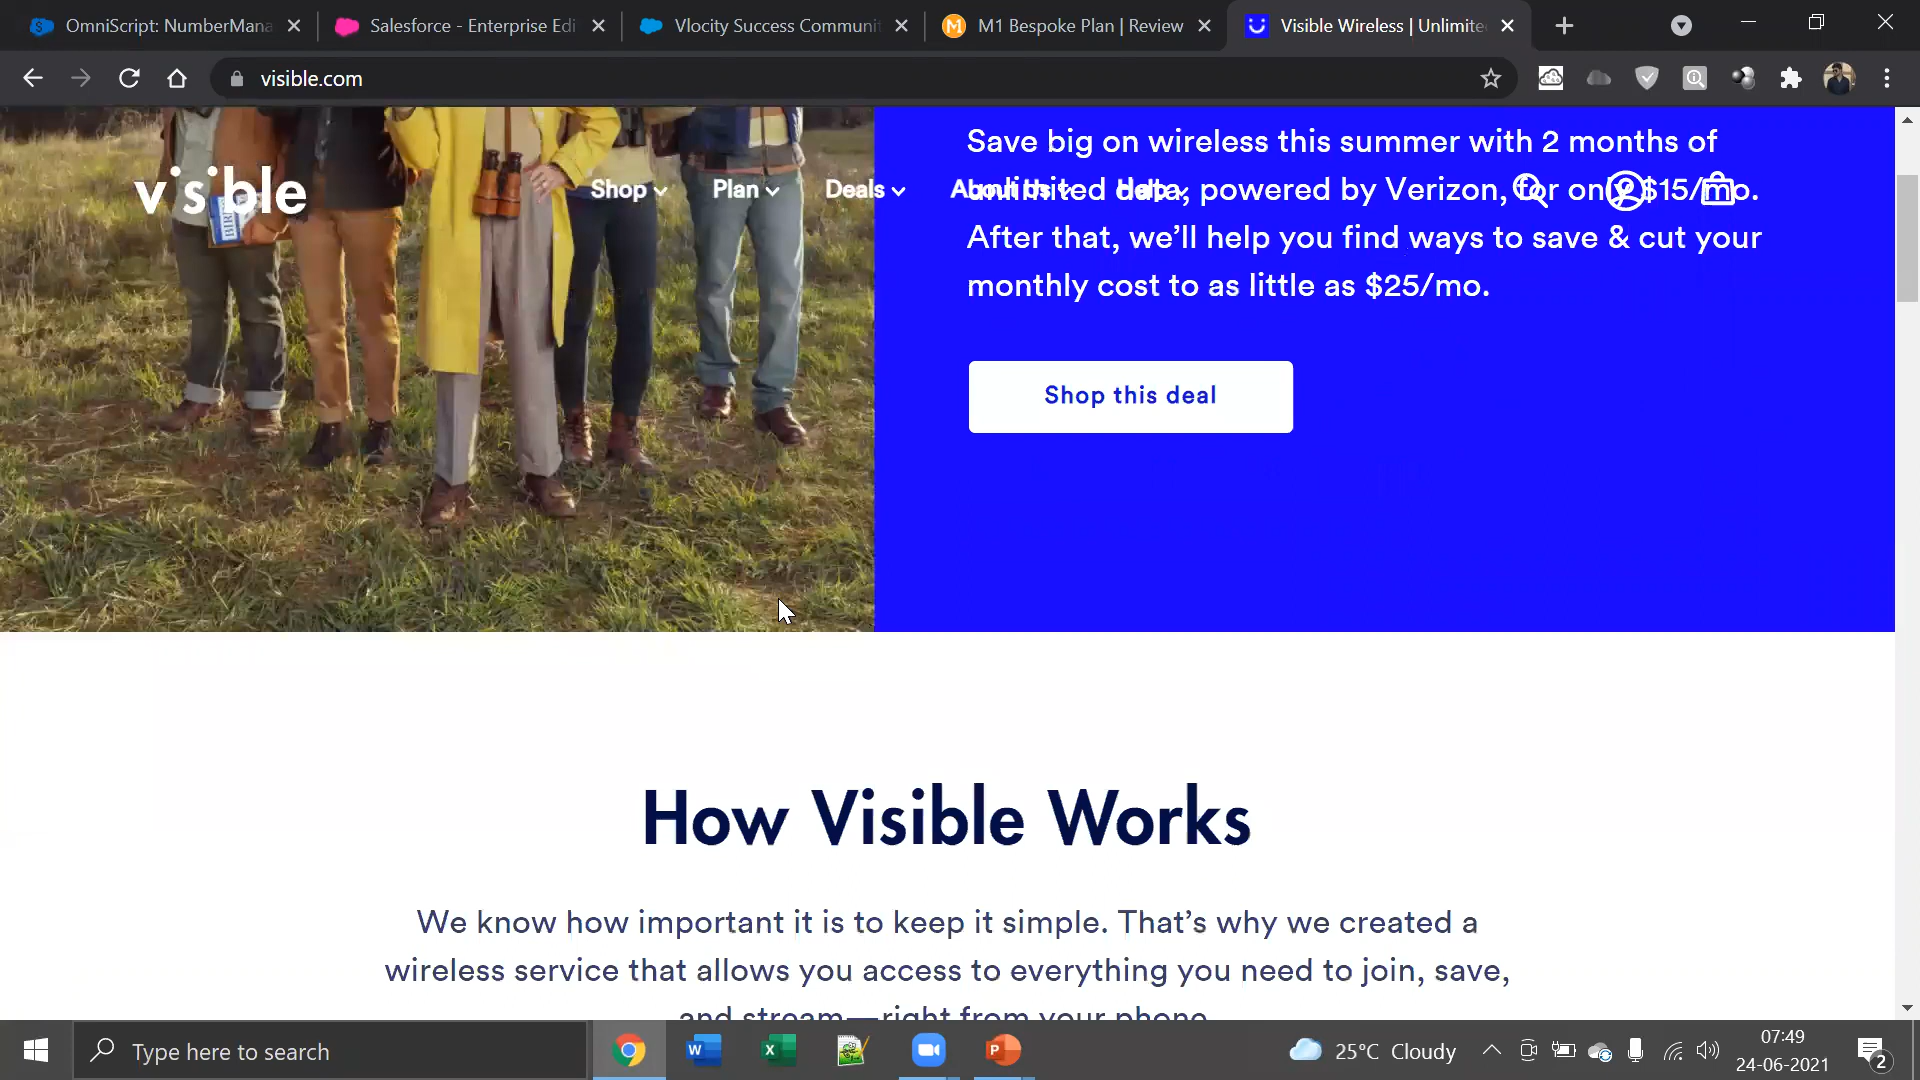 OmniScript: NumberMana
Salesforce - Enterprise Edi
Vlocity Success Communit
M1 Bespoke Plan | Review
Visible Wireless | Unlimite
visible.com
visible
Shop
Plan
Deals
About us
Help
Save big on wireless this summer with 2 months of
unlimited data, powered by Verizon, for only $15/mo.
After that, we’ll help you find ways to save & cut your
monthly cost to as little as $25/mo.
Shop this deal
How Visible Works
We know how important it is to keep it simple. That’s why we created a
wireless service that allows you access to everything you need to join, save,
and stream—right from your phone.
Type here to search
25°C Cloudy
07:49
24-06-2021
2